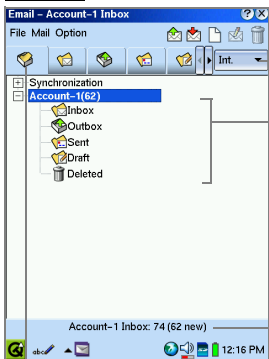 Email - Account-1 Inbox
File Mail Option
Int.
Synchronization
Account-1(62)
Inbox
Outbox
Sent
Draft
Deleted
Account-1 Inbox: 74 (62 new)
abc 12:16 PM